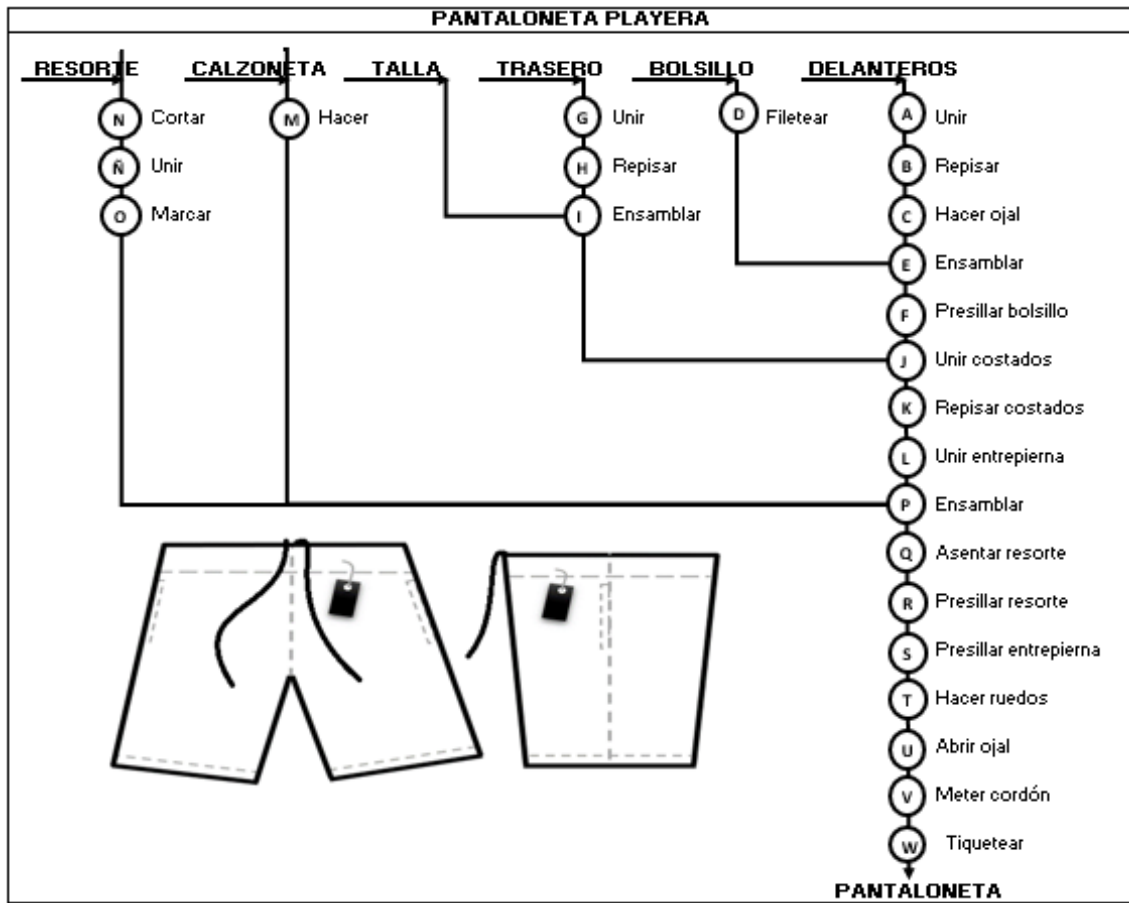 PANTALONETA PLAYERA
RESORTE
CALZONETA
TALLA
TRASERO
BOLSILLO
DELANTEROS
N Cortar
M Hacer
G Unir
D Filetear
A Unir
Ñ Unir
H Repisar
B Repisar
O Marcar
I Ensamblar
C Hacer ojal
E Ensamblar
F Presillar bolsillo
J Unir costados
K Repisar costados
L Unir entrepierna
P Ensamblar
Q Asentar resorte
R Presillar resorte
S Presillar entrepierna
T Hacer ruedos
U Abrir ojal
V Meter cordón
W Tiquetear
PANTALONETA